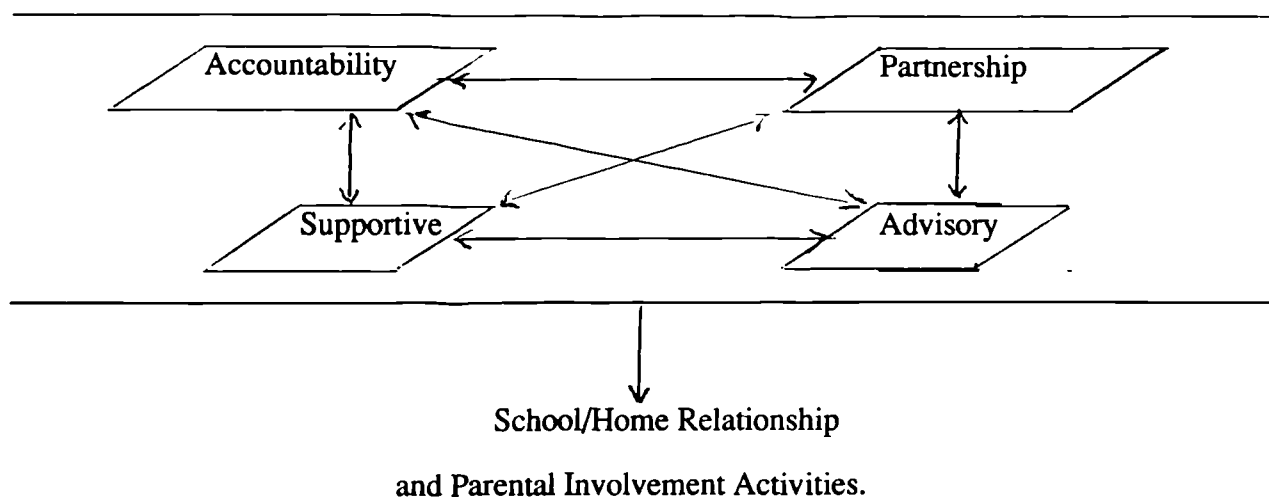 Accountability
Partnership
Supportive
Advisory
School/Home Relationship
and Parental Involvement Activities.